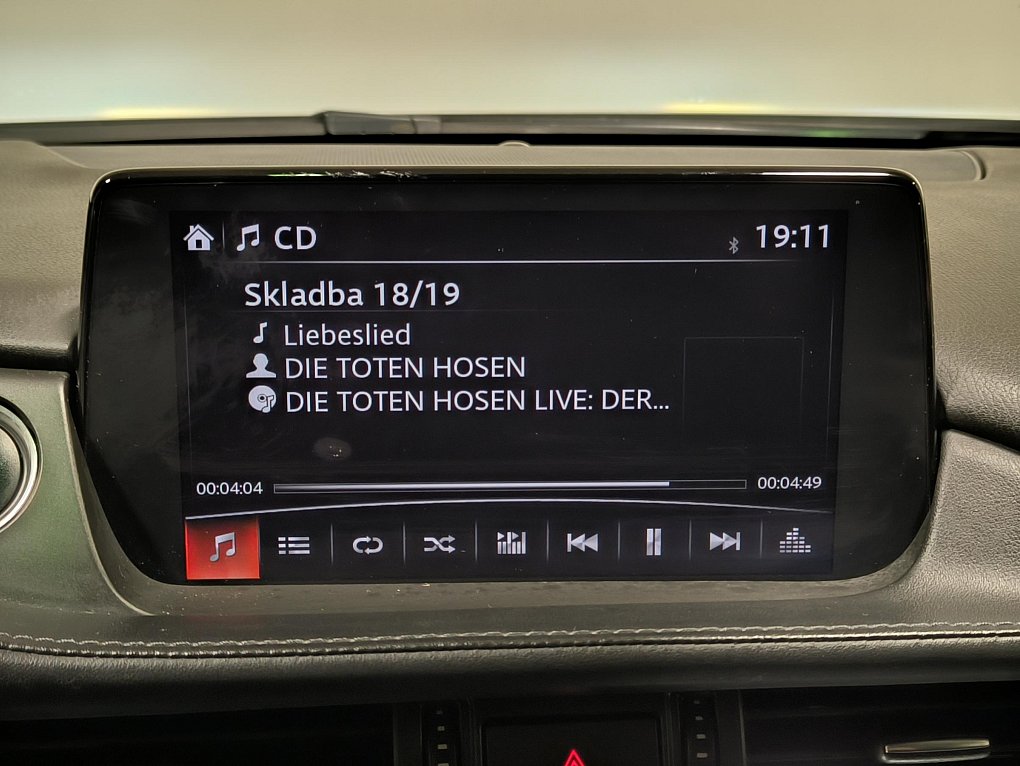 CD 19:11
Skladba 18/19
Liebeslied
DIE TOTEN HOSEN
DIE TOTEN HOSEN LIVE: DER...
00:04:04 00:04:49